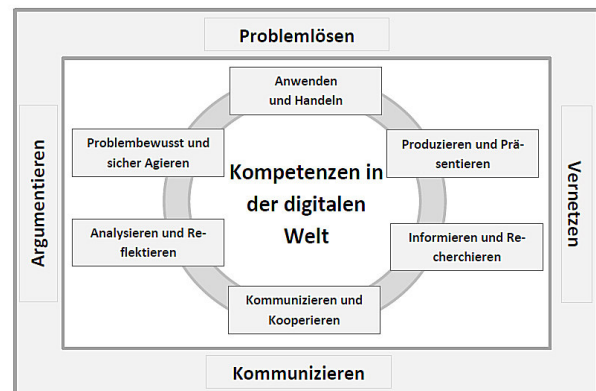 Problemlösen
Anwenden
und Handeln
Problembewusst und
sicher Agieren
Produzieren und Prä-
sentieren
Argumentieren
Kompetenzen in
der digitalen
Welt
Vernetzen
Analysieren und Re-
flektieren
Informieren und Re-
cherchieren
Kommunizieren und
Kooperieren
Kommunizieren